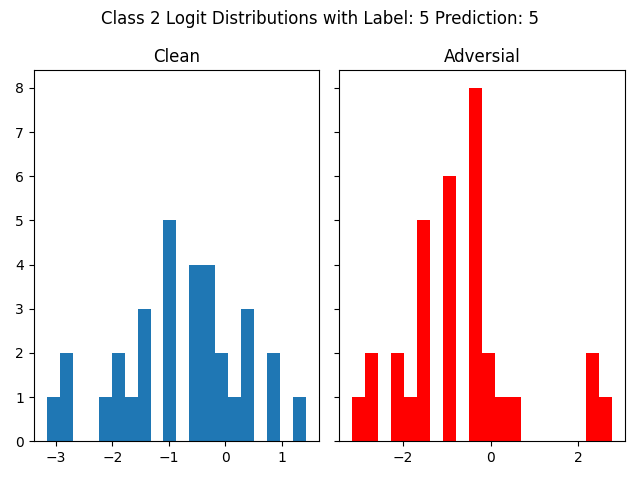 Class 2 Logit Distributions with Label: 5 Prediction: 5
Clean
Adversial
8
7
6
5
4
3
2
1
0
−3 −2 −1 0 1
−2 0 2